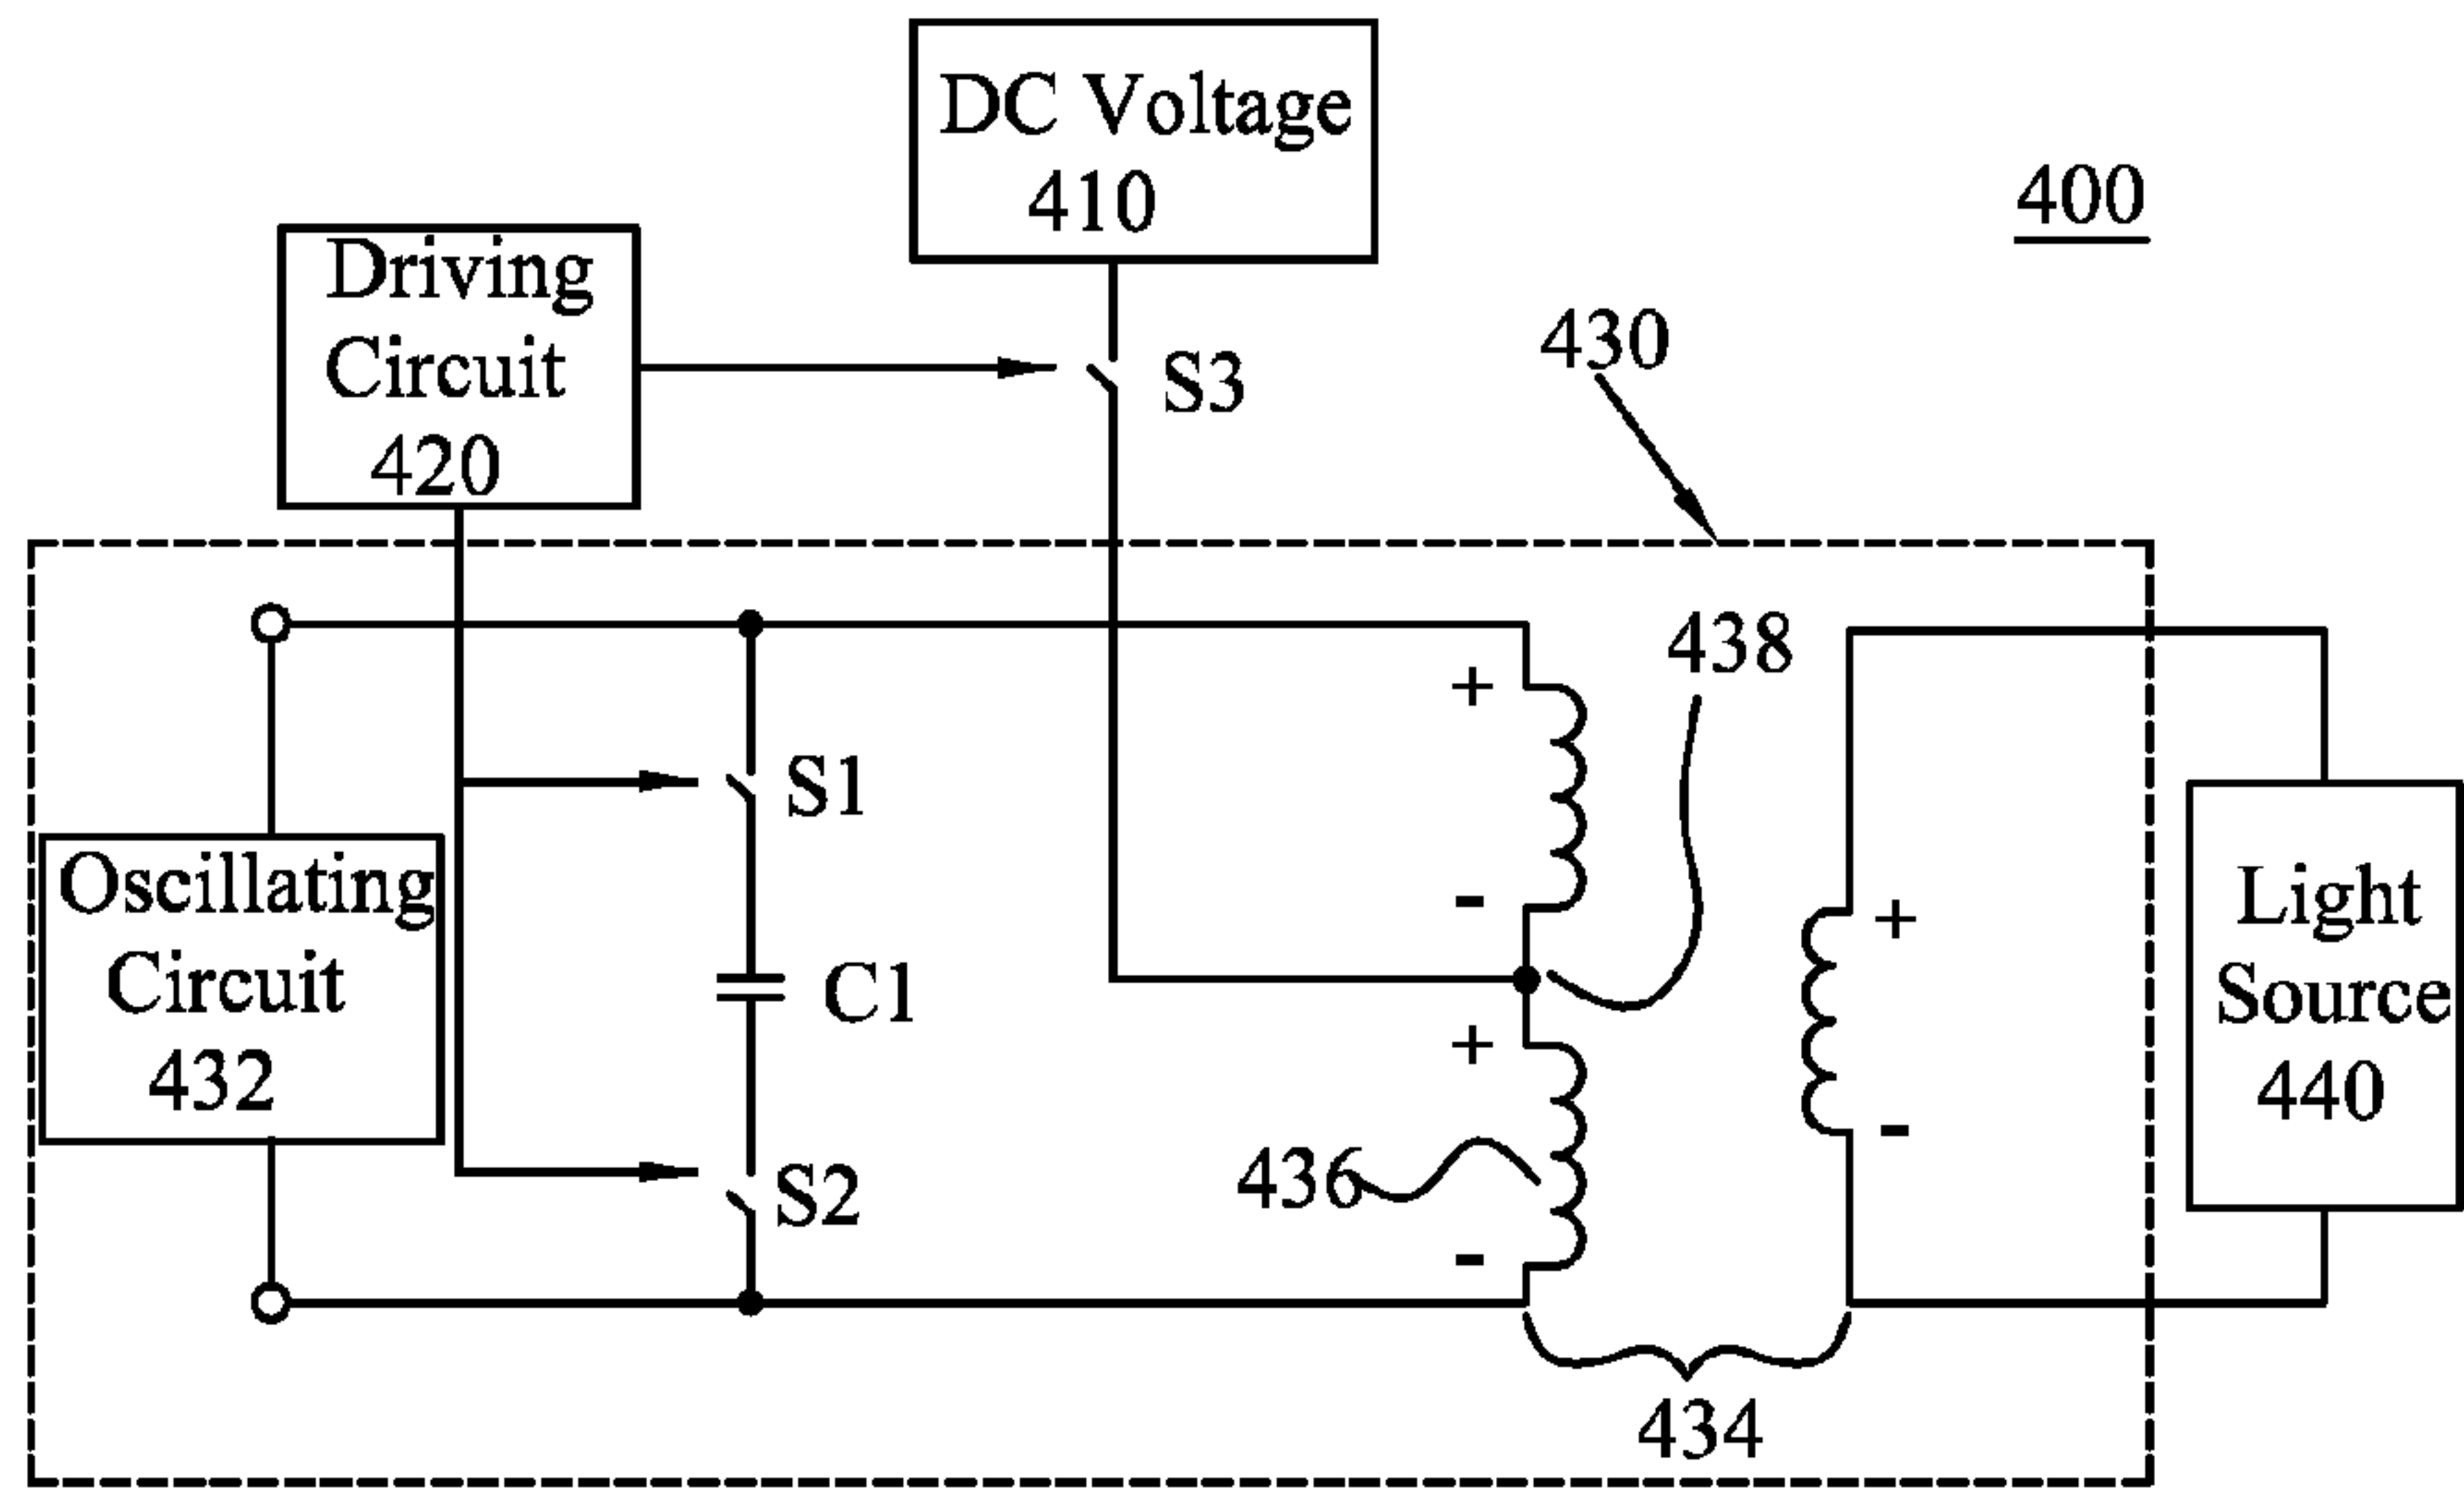 DC Voltage
410
400
Driving
Circuit
420
S3
430
438
+
S1
-
Oscillating
Circuit
432
C1
+
-
+
-
Light
Source
440
S2
436
434